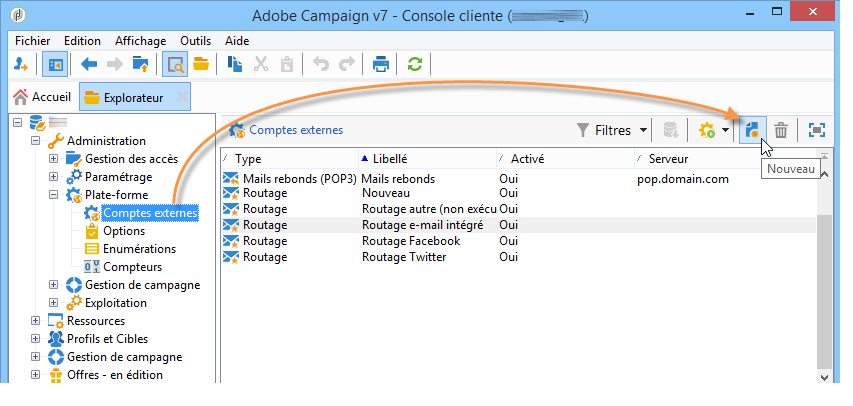 Adobe Campaign v7 - Console cliente (
Fichier Edition Affichage Outils Aide
Accueil Explorateur
Administration
Gestion des accès
Paramétrage
Plate-forme
Comptes externes
Options
Enumérations
Compteurs
Gestion de campagne
Exploitation
Ressources
Profils et Cibles
Gestion de campagne
Offres - en édition
Comptes externes Filtres
Nouveau
Type Libellé Activé Serveur
Mails rebonds (POP3) Mails rebonds Oui pop.domain.com
Routage Nouveau Oui
Routage Routage autre (non exécu Oui
Routage Routage e-mail intégré Oui
Routage Routage Facebook Oui
Routage Routage Twitter Oui